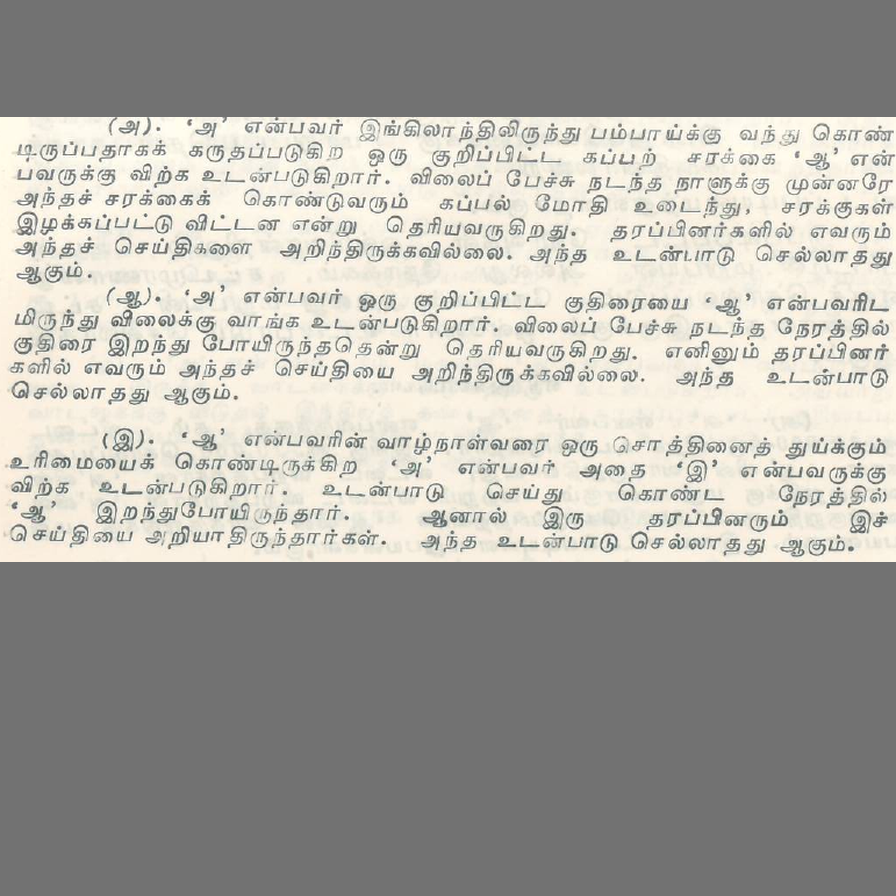 (அ). ‘அ’ என்பவர் இங்கிலாந்திலிருந்து பம்பாய்க்கு வந்து கொண்
டிருப்பதாகக் கருதப்படுகிற ஒரு குறிப்பிட்ட கப்பற் சரக்கை ‘ஆ’ என்
பவருக்கு விற்க உடன்படுகிறார். விலைப் பேச்சு நடந்த நாளுக்கு முன்னரே
அந்தச் சரக்கைக் கொண்டுவரும் கப்பல் மோதி உடைந்து, சரக்குகள்
இழக்கப்பட்டு விட்டன என்று தெரியவருகிறது. தரப்பினர்களில் எவரும்
அந்தச் செய்திகளை அறிந்திருக்கவில்லை. அந்த உடன்பாடு செல்லாதது
ஆகும்.
(ஆ). ‘அ’ என்பவர் ஒரு குறிப்பிட்ட குதிரையை ‘ஆ’ என்பவரிட
மிருந்து விலைக்கு வாங்க உடன்படுகிறார். விலைப் பேச்சு நடந்த நேரத்தில்
குதிரை இறந்து போயிருந்ததென்று தெரியவருகிறது. எனினும் தரப்பினர்
களில் எவரும் அந்தச் செய்தியை அறிந்திருக்கவில்லை. அந்த உடன்பாடு
செல்லாதது ஆகும்.
(இ). ‘ஆ’ என்பவரின் வாழ்நாள்வரை ஒரு சொத்தினைத் துய்க்கும்
உரிமையைக் கொண்டிருக்கிற ‘அ’ என்பவர் அதை ‘இ’ என்பவருக்கு
விற்க உடன்படுகிறார். உடன்பாடு செய்து கொண்ட நேரத்தில்
‘ஆ’ இறந்துபோயிருந்தார். ஆனால் இரு தரப்பினரும் இச்
செய்தியை அறியாதிருந்தார்கள். அந்த உடன்பாடு செல்லாதது ஆகும்.